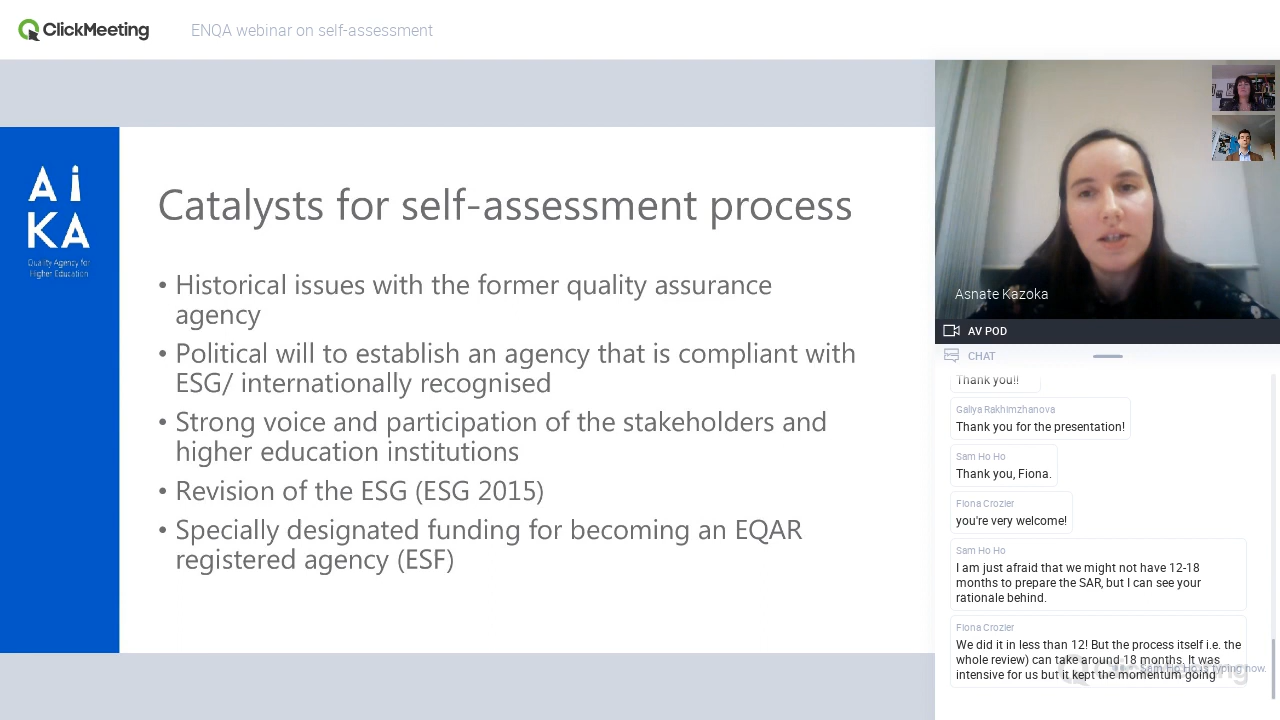 ClickMeeting
ENQA webinar on self-assessment
AiKA
Quality Agency for
Higher Education
Catalysts for self-assessment process
• Historical issues with the former quality assurance
agency
• Political will to establish an agency that is compliant with
ESG/ internationally recognised
• Strong voice and participation of the stakeholders and
higher education institutions
• Revision of the ESG (ESG 2015)
• Specially designated funding for becoming an EQAR
registered agency (ESF)
Asnate Kazoka
AV POD
CHAT
Thank you!!
Galiya Rakhimzhanova
Thank you for the presentation!
Sam Ho Ho
Thank you, Fiona.
Fiona Crozier
you're very welcome!
Sam Ho Ho
I am just afraid that we might not have 12-18
months to prepare the SAR, but I can see your
rationale behind.
Fiona Crozier
We did it in less than 12! But the process itself i.e. the
whole review) can take around 18 months. It was
intensive for us but it kept the momentum going
Sam Ho Ho is typing now.